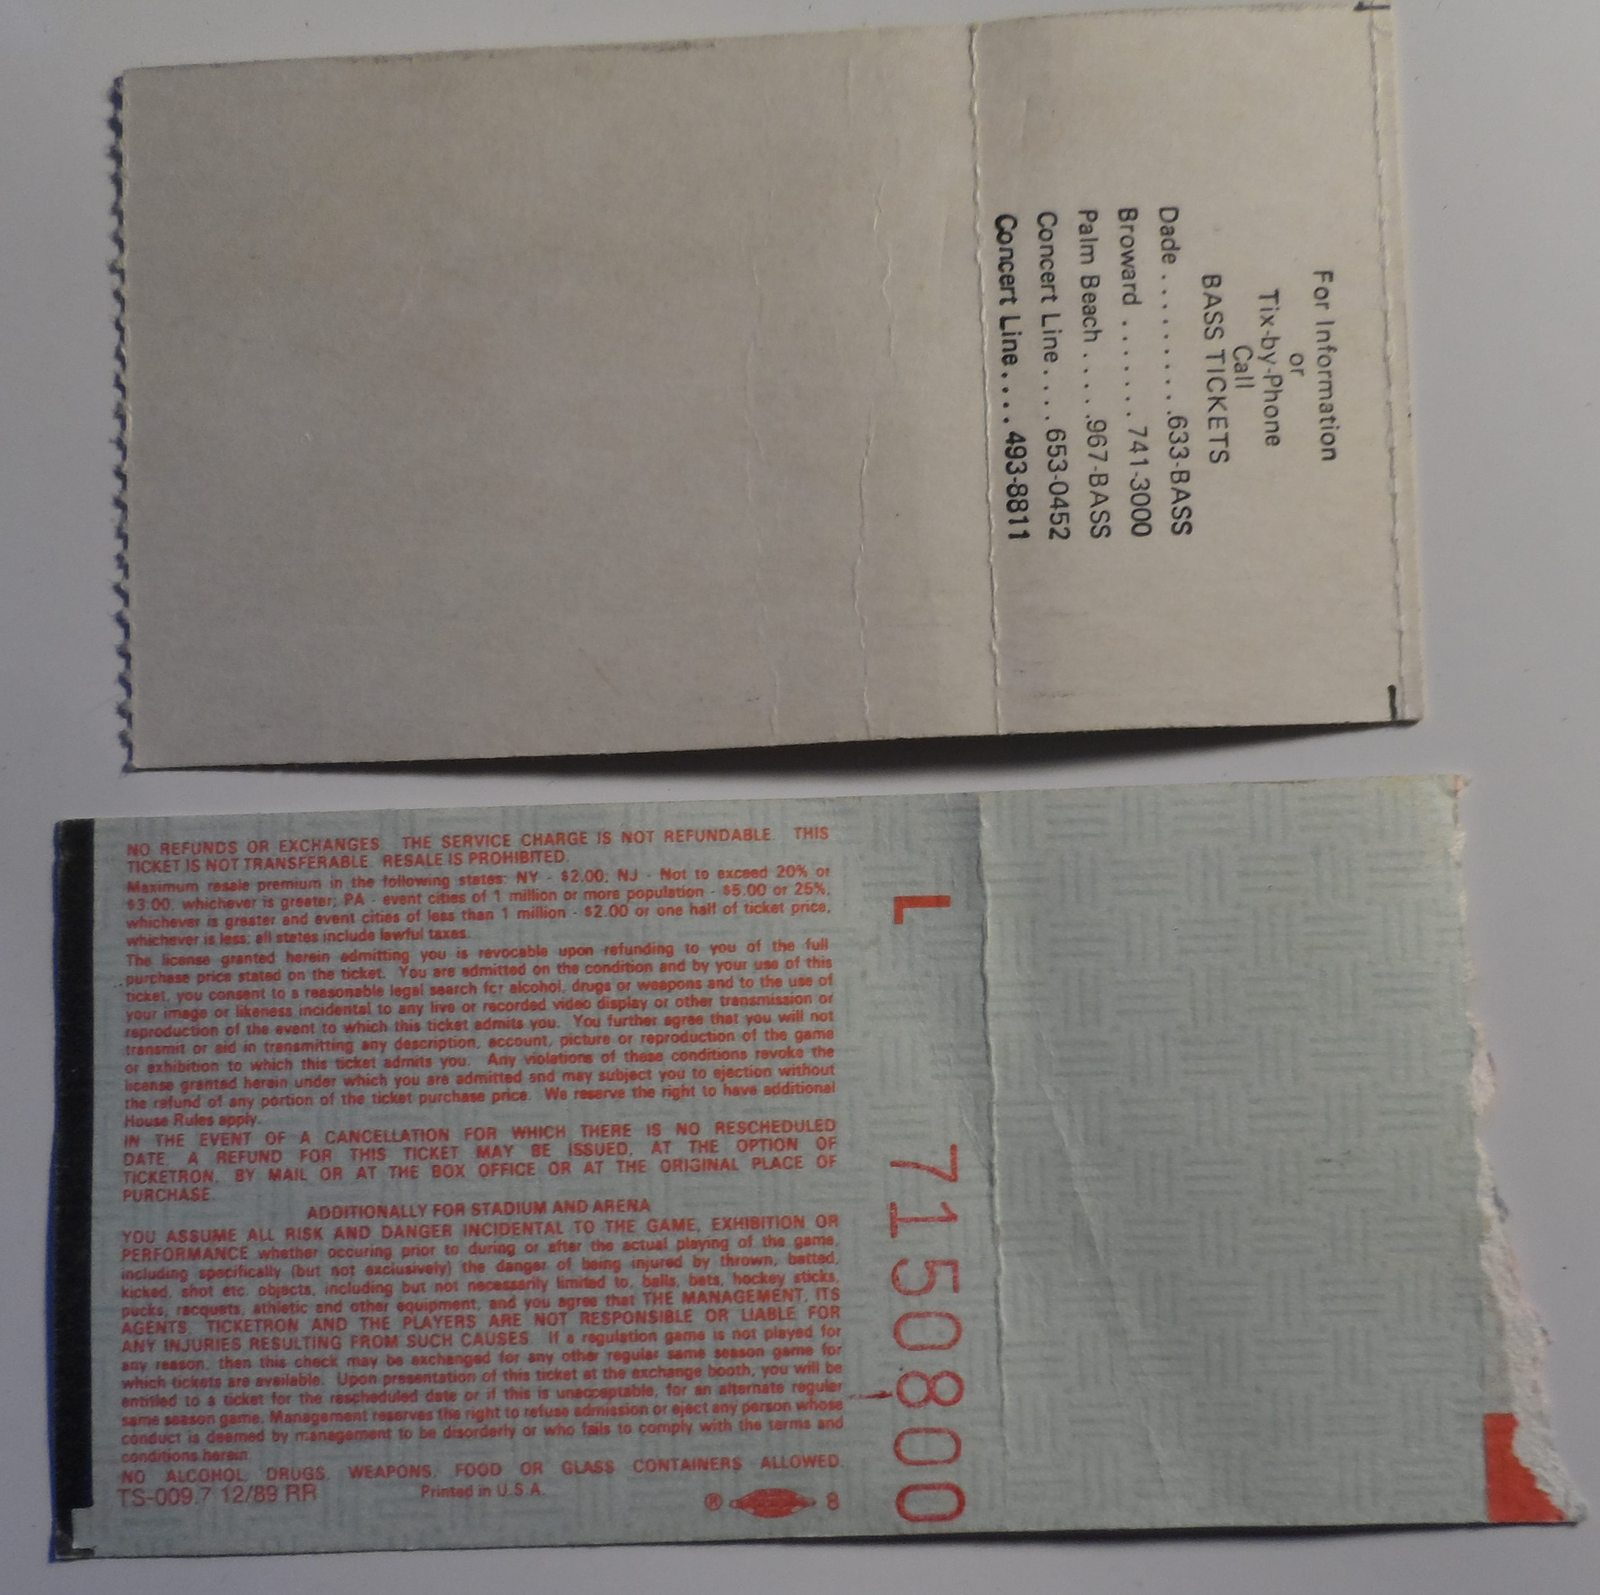 For Information
or
Tix-by-Phone
Call
BASS TICKETS
Dade . . . . . . . . . .633-BASS
Broward . . . . . . . 741-3000
Palm Beach . . . . .967-BASS
Concert Line . . . . 653-0452
Concert Line. . . . 493-8811
NO REFUNDS OR EXCHANGES. THE SERVICE CHARGE IS NOT REFUNDABLE. THIS
TICKET IS NOT TRANSFERABLE. RESALE IS PROHIBITED.
Maximum resale premium in the following states: NY - $2.00; NJ - Not to exceed 20% or
$3.00, whichever is greater; PA - event cities of 1 million or more population - $5.00 or 25%,
whichever is greater and event cities of less than 1 million - $2.00 or one half of ticket price,
whichever is less; all states include lawful taxes.
The license granted herein admitting you is revocable upon refunding to you of the full
purchase price stated on the ticket. You are admitted on the condition and by your use of this
ticket, you consent to a reasonable legal search for alcohol, drugs or weapons and to the use of
your image or likeness incidental to any live or recorded video display or other transmission or
reproduction of the event to which this ticket admits you. You further agree that you will not
transmit or aid in transmitting any description, account, picture or reproduction of the game
or exhibition to which this ticket admits you. Any violations of these conditions revoke the
license granted herein under which you are admitted and may subject you to ejection without
the refund of any portion of the ticket purchase price. We reserve the right to have additional
House Rules apply.
IN THE EVENT OF A CANCELLATION FOR WHICH THERE IS NO RESCHEDULED
DATE, A REFUND FOR THIS TICKET MAY BE ISSUED, AT THE OPTION OF
TICKETRON, BY MAIL OR AT THE BOX OFFICE OR AT THE ORIGINAL PLACE OF
PURCHASE.
ADDITIONALLY FOR STADIUM AND ARENA
YOU ASSUME ALL RISK AND DANGER INCIDENTAL TO THE GAME, EXHIBITION OR
PERFORMANCE whether occuring prior to during or after the actual playing of the game,
including specifically (but not exclusively) the danger of being injured by thrown, batted,
kicked, shot etc. objects, including but not necessarily limited to, balls, bats, hockey sticks,
pucks, racquets, athletic and other equipment, and you agree that THE MANAGEMENT, ITS
AGENTS, TICKETRON AND THE PLAYERS ARE NOT RESPONSIBLE OR LIABLE FOR
ANY INJURIES RESULTING FROM SUCH CAUSES. If a regulation game is not played for
any reason, then this check may be exchanged for any other regular same season game for
which tickets are available. Upon presentation of this ticket at the exchange booth, you will be
entitled to a ticket for the rescheduled date or if this is unacceptable, for an alternate regular
same season game. Management reserves the right to refuse admission or eject any person whose
conduct is deemed by management to be disorderly or who fails to comply with the terms and
conditions herein.
NO ALCOHOL, DRUGS, WEAPONS, FOOD OR GLASS CONTAINERS ALLOWED.
TS-009.7 12/89 RR Printed in U.S.A. ® 8
L 7150800